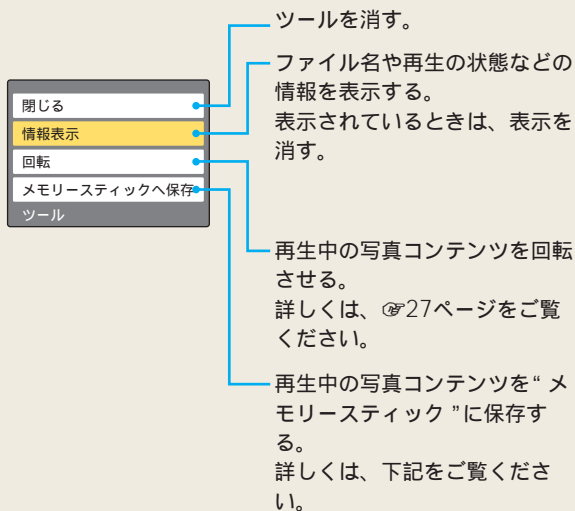 ツールを消す。
ファイル名や再生の状態などの
情報を表示する。
表示されているときは、表示を
消す。
閉じる
情報表示
回転
メモリースティックへ保存
ツール
再生中の写真コンテンツを回転
させる。
詳しくは、☞27ページをご覧
ください。
再生中の写真コンテンツを“メ
モリースティック”に保存す
る。
詳しくは、下記をご覧くださ
い。